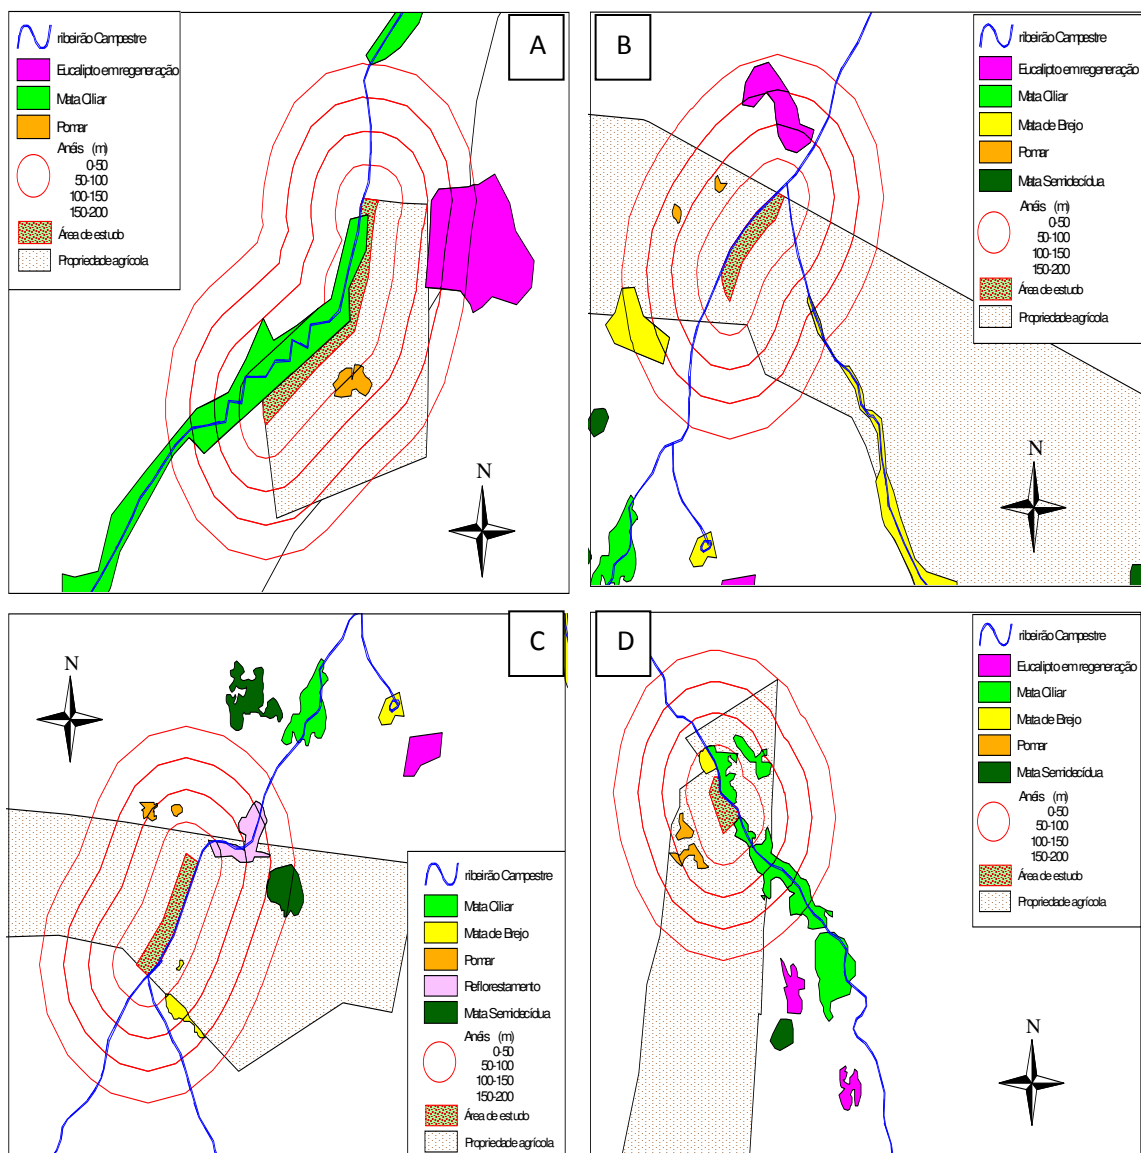 A
ribeirão Campestre
Eucalipto em regeneração
Mata Ciliar
Pomar
Anéis (m)
0-50
50-100
100-150
150-200
Área de estudo
Propriedade agrícola
N
B
ribeirão Campestre
Eucalipto em regeneração
Mata Ciliar
Mata de Brejo
Pomar
Mata Semidecídua
Anéis (m)
0-50
50-100
100-150
150-200
Área de estudo
Propriedade agrícola
N
C
N
ribeirão Campestre
Mata Ciliar
Mata de Brejo
Pomar
Reflorestamento
Mata Semidecídua
Anéis (m)
0-50
50-100
100-150
150-200
Área de estudo
Propriedade agrícola
D
ribeirão Campestre
Eucalipto em regeneração
Mata Ciliar
Mata de Brejo
Pomar
Mata Semidecídua
Anéis (m)
0-50
50-100
100-150
150-200
Área de estudo
Propriedade agrícola
N